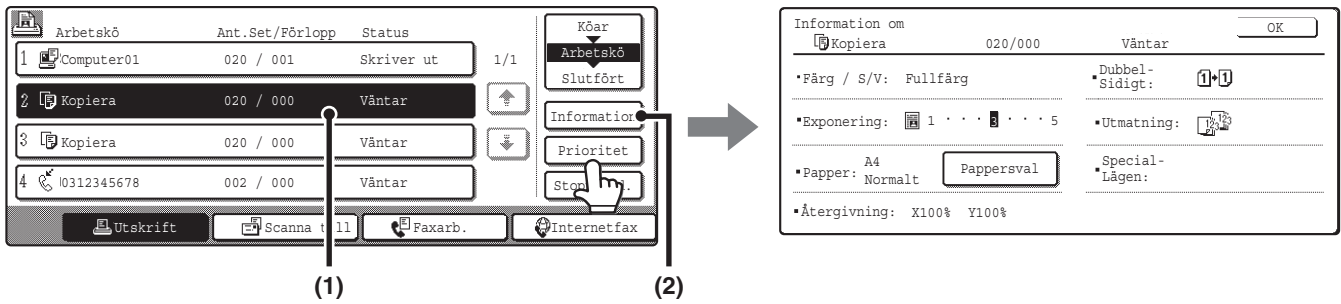 Arbetskö Ant.Set/Förlopp Status
1 Computer01 020 / 001 Skriver ut
2 Kopiera 020 / 000 Väntar
3 Kopiera 020 / 000 Väntar
4 0312345678 002 / 000 Väntar
1/1
Köar
Arbetskö
Slutfört
Information
Prioritet
Utskrift Scanna till Faxarb. Internetfax
(1) (2)
Information om
OK
Kopiera 020/000 Väntar
Färg / S/V: Fullfärg
Dubbel-
Sidigt:
Exponering: 1 3 5
Utmatning:
Papper: A4
Normalt
Pappersval
Special-
Lägen:
Återgivning: X100% Y100%